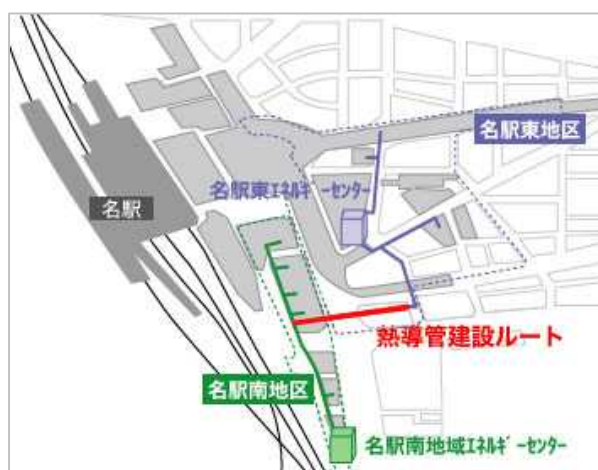 名駅東地区
名駅東ｴﾈﾙｷﾞｰｾﾝﾀｰ
名駅
熱導管建設ルート
名駅南地区
名駅南地域ｴﾈﾙｷﾞｰｾﾝﾀｰ